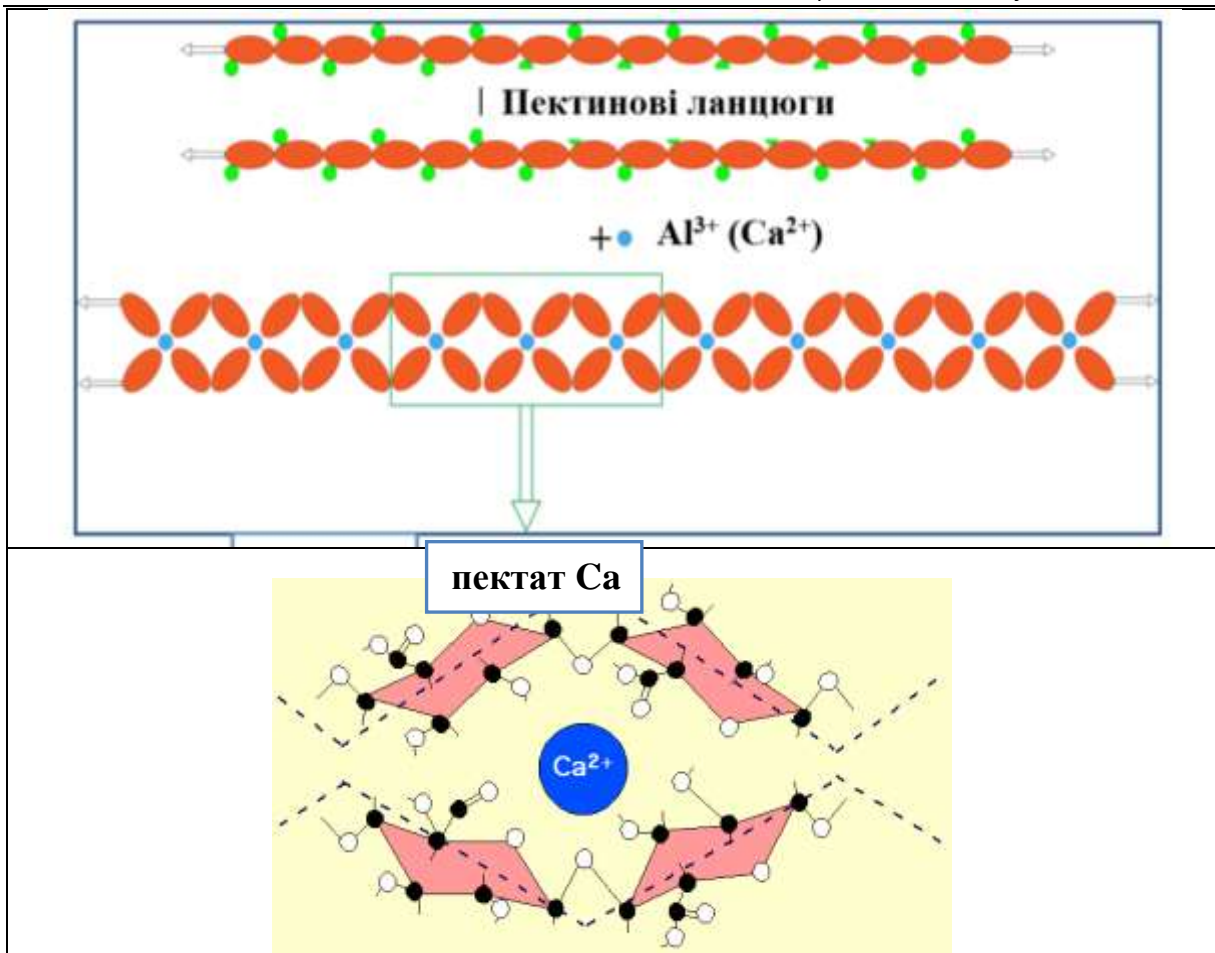 Пектинові ланцюги
+ Al³⁺ (Ca²⁺)
пектат Ca
Ca²⁺